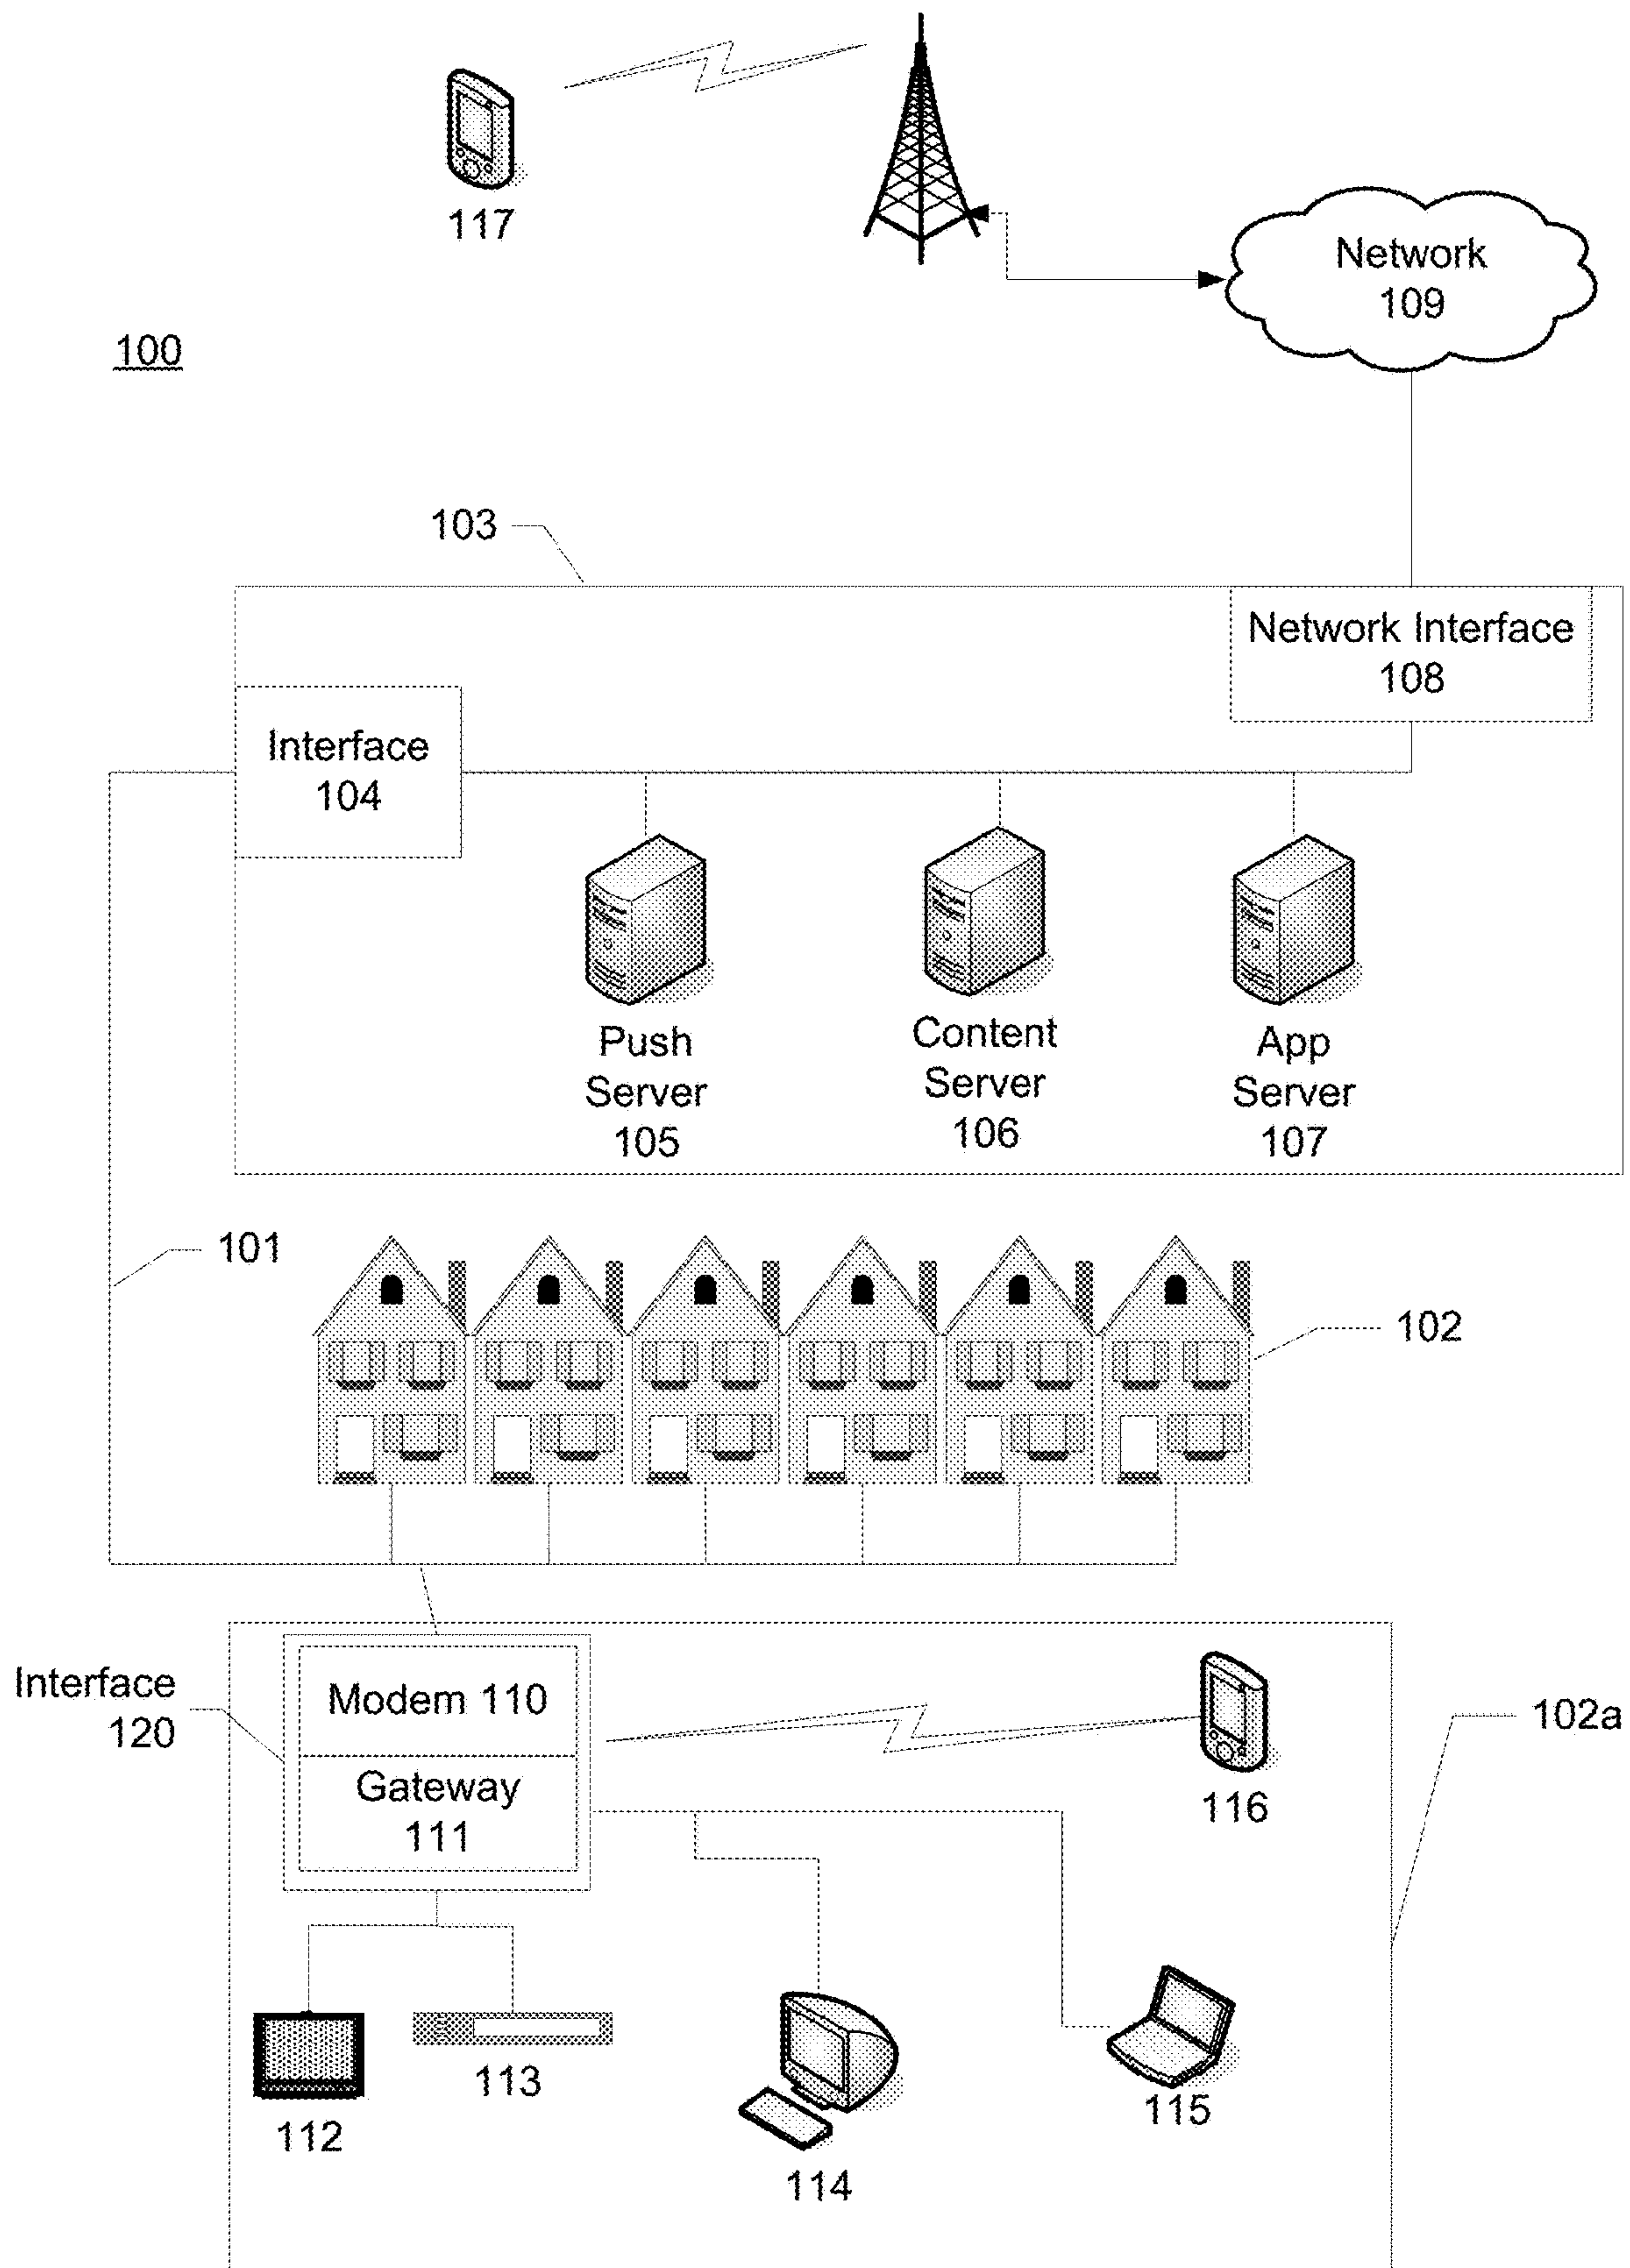 117
Network
109
100
103
Network Interface
108
Interface
104
Push
Server
105
Content
Server
106
App
Server
107
101
102
Interface
120
Modem 110
Gateway
111
116
102a
112
113
114
115